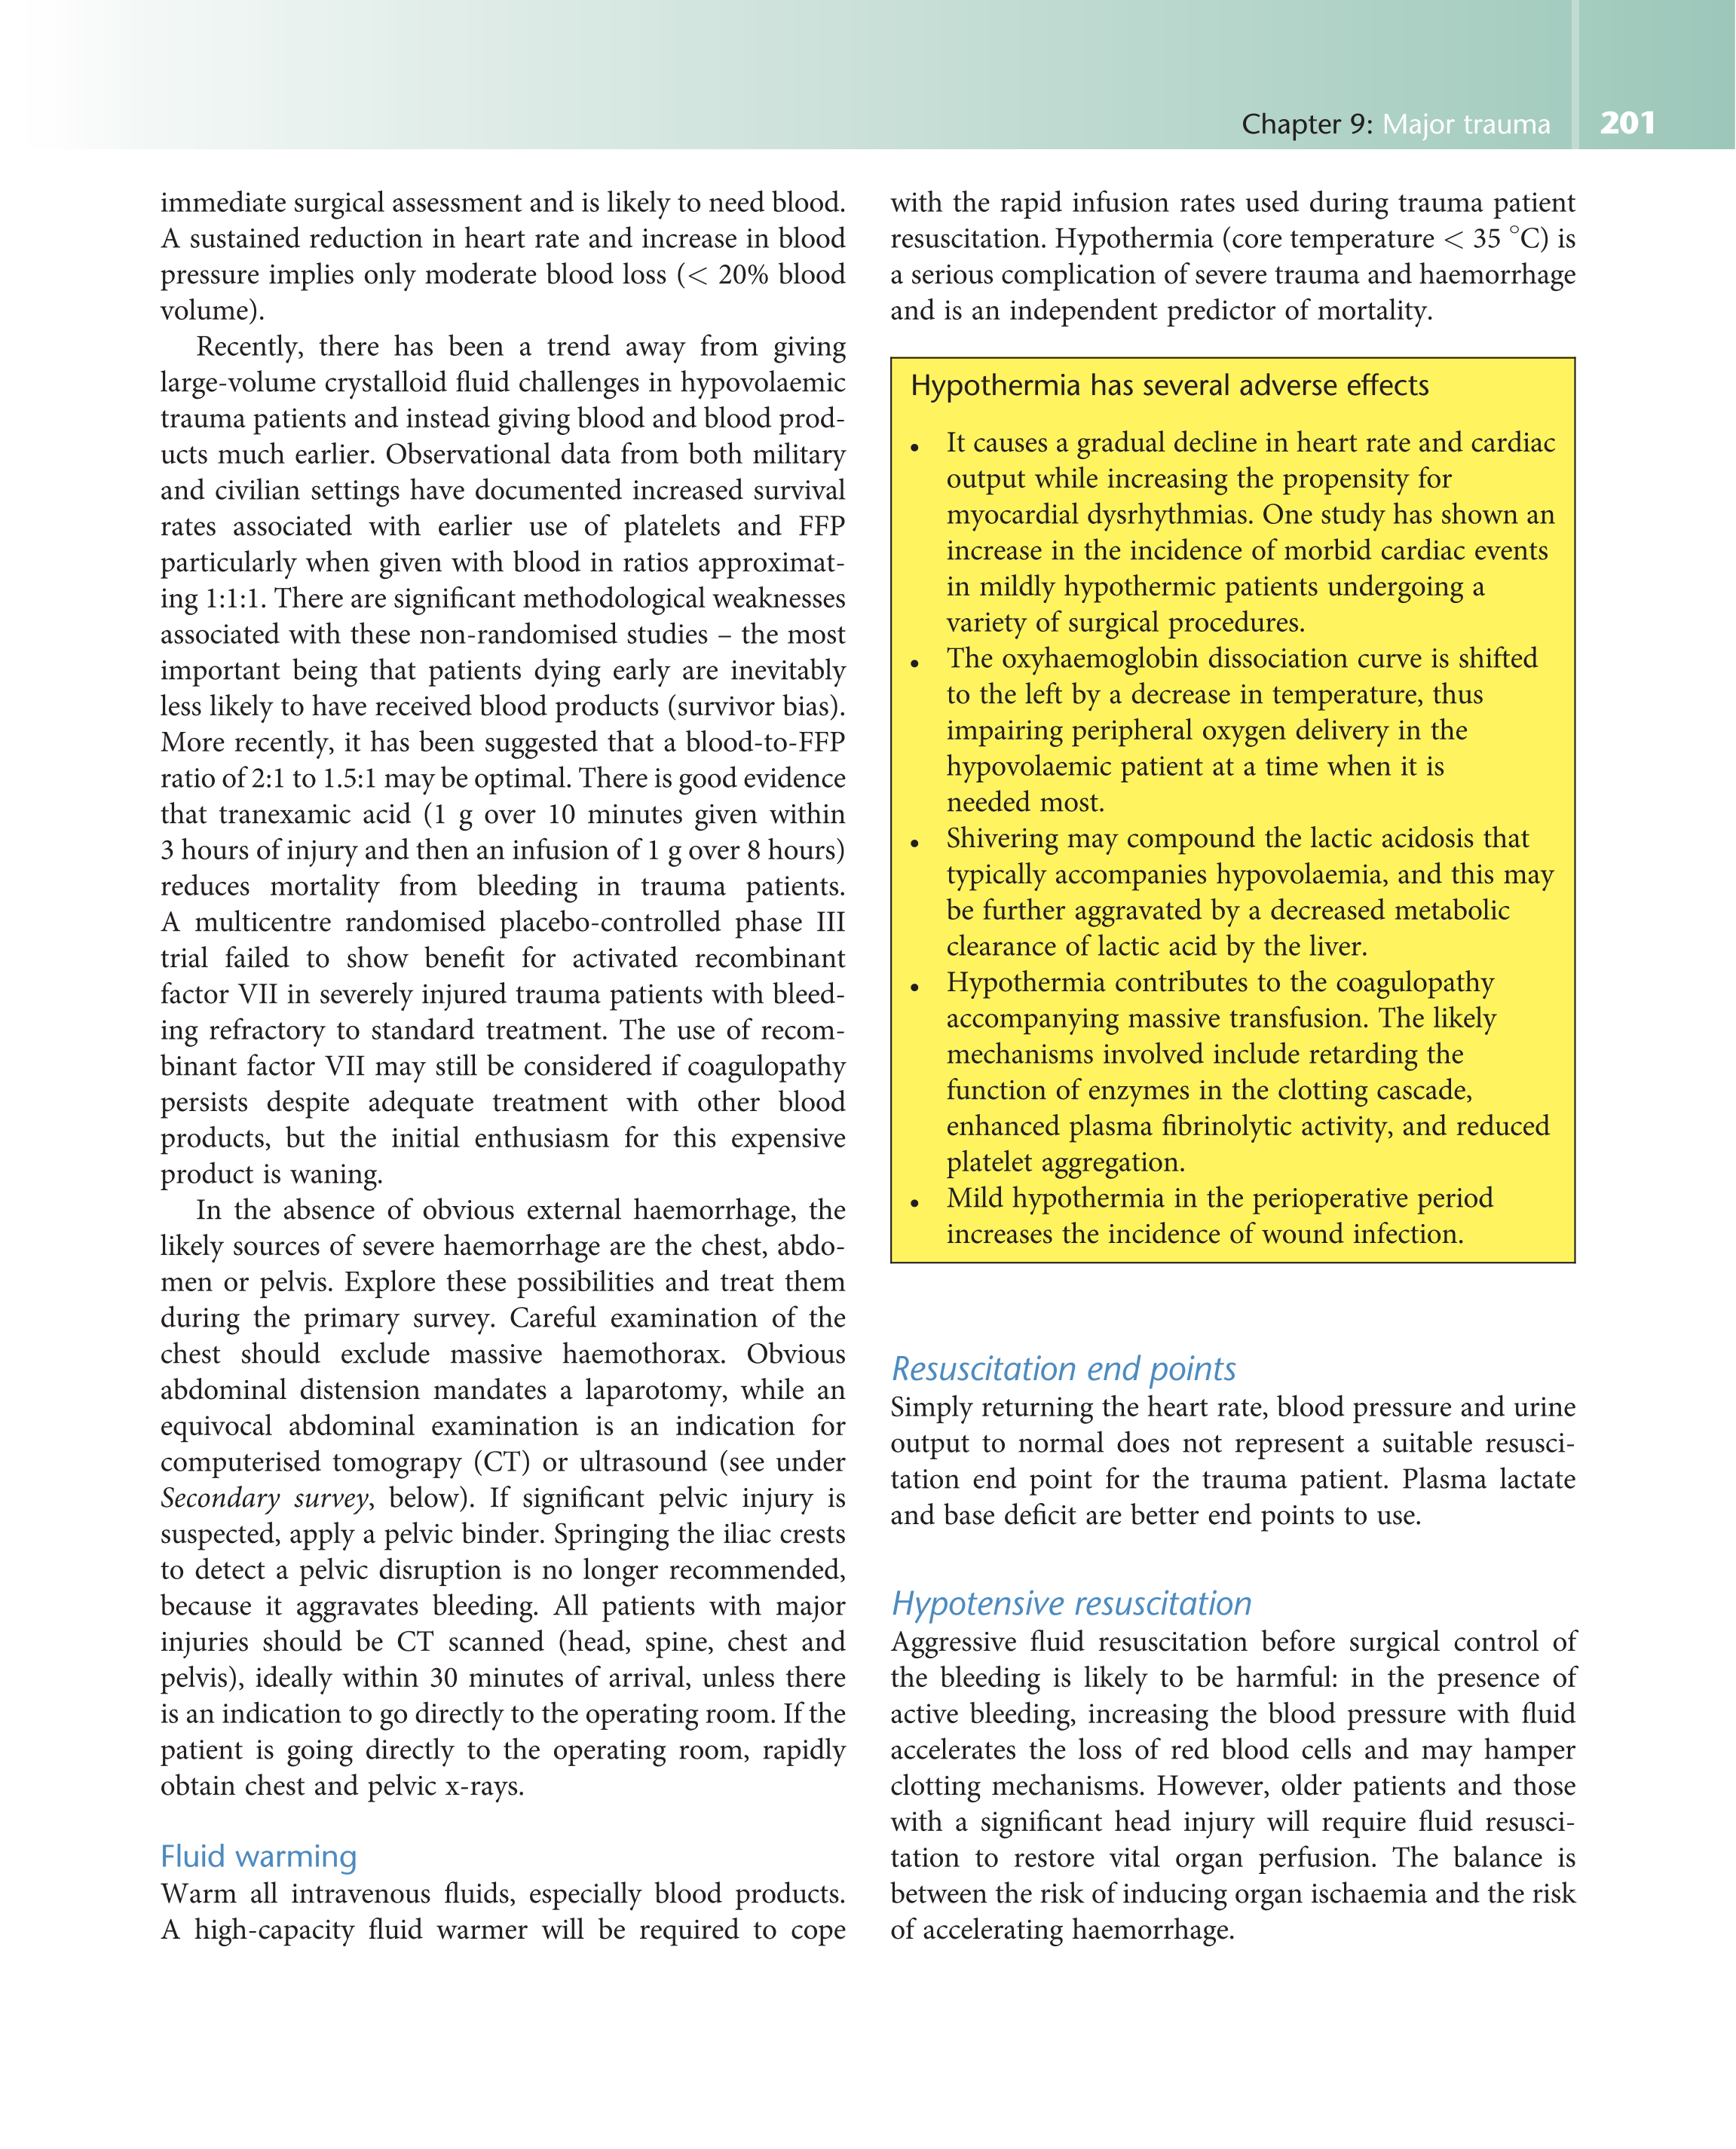 Chapter 9: Major trauma 201
immediate surgical assessment and is likely to need blood.
A sustained reduction in heart rate and increase in blood
pressure implies only moderate blood loss (< 20% blood
volume).
Recently, there has been a trend away from giving
large-volume crystalloid fluid challenges in hypovolaemic
trauma patients and instead giving blood and blood prod-
ucts much earlier. Observational data from both military
and civilian settings have documented increased survival
rates associated with earlier use of platelets and FFP
particularly when given with blood in ratios approximat-
ing 1:1:1. There are significant methodological weaknesses
associated with these non-randomised studies – the most
important being that patients dying early are inevitably
less likely to have received blood products (survivor bias).
More recently, it has been suggested that a blood-to-FFP
ratio of 2:1 to 1.5:1 may be optimal. There is good evidence
that tranexamic acid (1 g over 10 minutes given within
3 hours of injury and then an infusion of 1 g over 8 hours)
reduces mortality from bleeding in trauma patients.
A multicentre randomised placebo-controlled phase III
trial failed to show benefit for activated recombinant
factor VII in severely injured trauma patients with bleed-
ing refractory to standard treatment. The use of recom-
binant factor VII may still be considered if coagulopathy
persists despite adequate treatment with other blood
products, but the initial enthusiasm for this expensive
product is waning.
In the absence of obvious external haemorrhage, the
likely sources of severe haemorrhage are the chest, abdo-
men or pelvis. Explore these possibilities and treat them
during the primary survey. Careful examination of the
chest should exclude massive haemothorax. Obvious
abdominal distension mandates a laparotomy, while an
equivocal abdominal examination is an indication for
computerised tomograpy (CT) or ultrasound (see under
Secondary survey, below). If significant pelvic injury is
suspected, apply a pelvic binder. Springing the iliac crests
to detect a pelvic disruption is no longer recommended,
because it aggravates bleeding. All patients with major
injuries should be CT scanned (head, spine, chest and
pelvis), ideally within 30 minutes of arrival, unless there
is an indication to go directly to the operating room. If the
patient is going directly to the operating room, rapidly
obtain chest and pelvic x-rays.
Fluid warming
Warm all intravenous fluids, especially blood products.
A high-capacity fluid warmer will be required to cope
with the rapid infusion rates used during trauma patient
resuscitation. Hypothermia (core temperature < 35 °C) is
a serious complication of severe trauma and haemorrhage
and is an independent predictor of mortality.
Hypothermia has several adverse effects
• It causes a gradual decline in heart rate and cardiac
output while increasing the propensity for
myocardial dysrhythmias. One study has shown an
increase in the incidence of morbid cardiac events
in mildly hypothermic patients undergoing a
variety of surgical procedures.
• The oxyhaemoglobin dissociation curve is shifted
to the left by a decrease in temperature, thus
impairing peripheral oxygen delivery in the
hypovolaemic patient at a time when it is
needed most.
• Shivering may compound the lactic acidosis that
typically accompanies hypovolaemia, and this may
be further aggravated by a decreased metabolic
clearance of lactic acid by the liver.
• Hypothermia contributes to the coagulopathy
accompanying massive transfusion. The likely
mechanisms involved include retarding the
function of enzymes in the clotting cascade,
enhanced plasma fibrinolytic activity, and reduced
platelet aggregation.
• Mild hypothermia in the perioperative period
increases the incidence of wound infection.
Resuscitation end points
Simply returning the heart rate, blood pressure and urine
output to normal does not represent a suitable resusci-
tation end point for the trauma patient. Plasma lactate
and base deficit are better end points to use.
Hypotensive resuscitation
Aggressive fluid resuscitation before surgical control of
the bleeding is likely to be harmful: in the presence of
active bleeding, increasing the blood pressure with fluid
accelerates the loss of red blood cells and may hamper
clotting mechanisms. However, older patients and those
with a significant head injury will require fluid resusci-
tation to restore vital organ perfusion. The balance is
between the risk of inducing organ ischaemia and the risk
of accelerating haemorrhage.